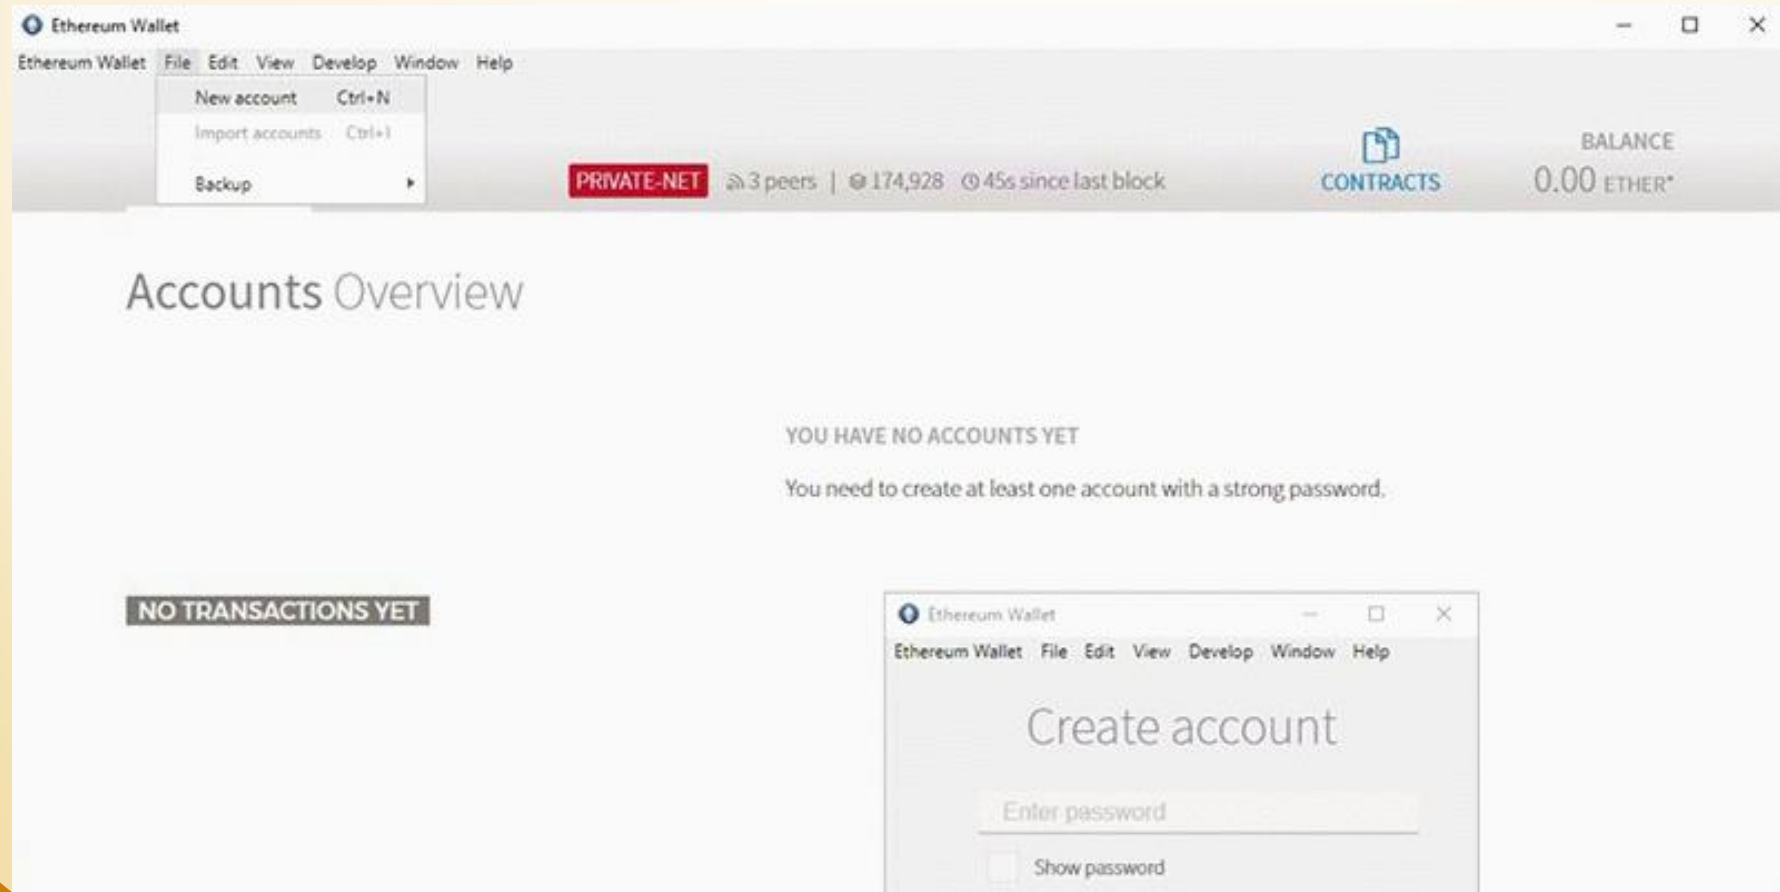 Ethereum Wallet
Ethereum Wallet File Edit View Develop Window Help
New account Ctrl+N
Import accounts Ctrl+I
Backup
PRIVATE-NET 3 peers | 174,928 45s since last block
CONTRACTS
BALANCE
0.00 ETHER*
Accounts Overview
YOU HAVE NO ACCOUNTS YET
You need to create at least one account with a strong password.
NO TRANSACTIONS YET
Ethereum Wallet
Ethereum Wallet File Edit View Develop Window Help
Create account
Enter password
Show password